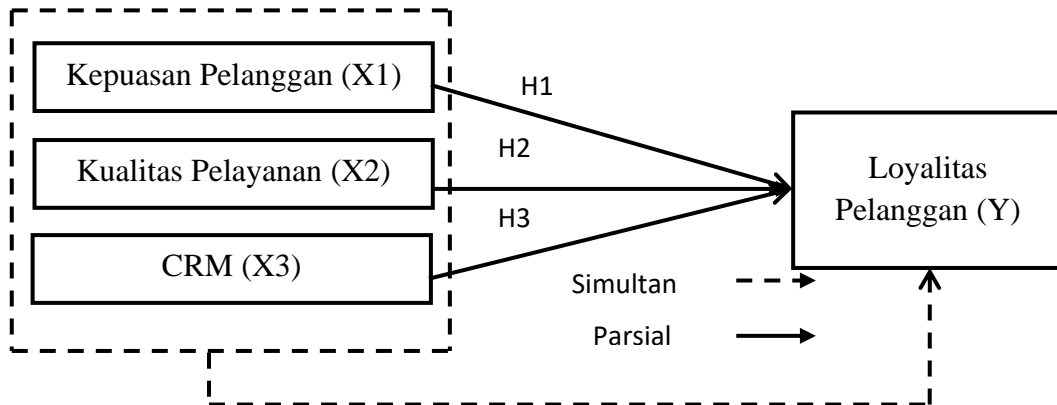 Kepuasan Pelanggan (X1)
H1
H2
Kualitas Pelayanan (X2)
Loyalitas
Pelanggan (Y)
H3
CRM (X3)
Simultan
Parsial